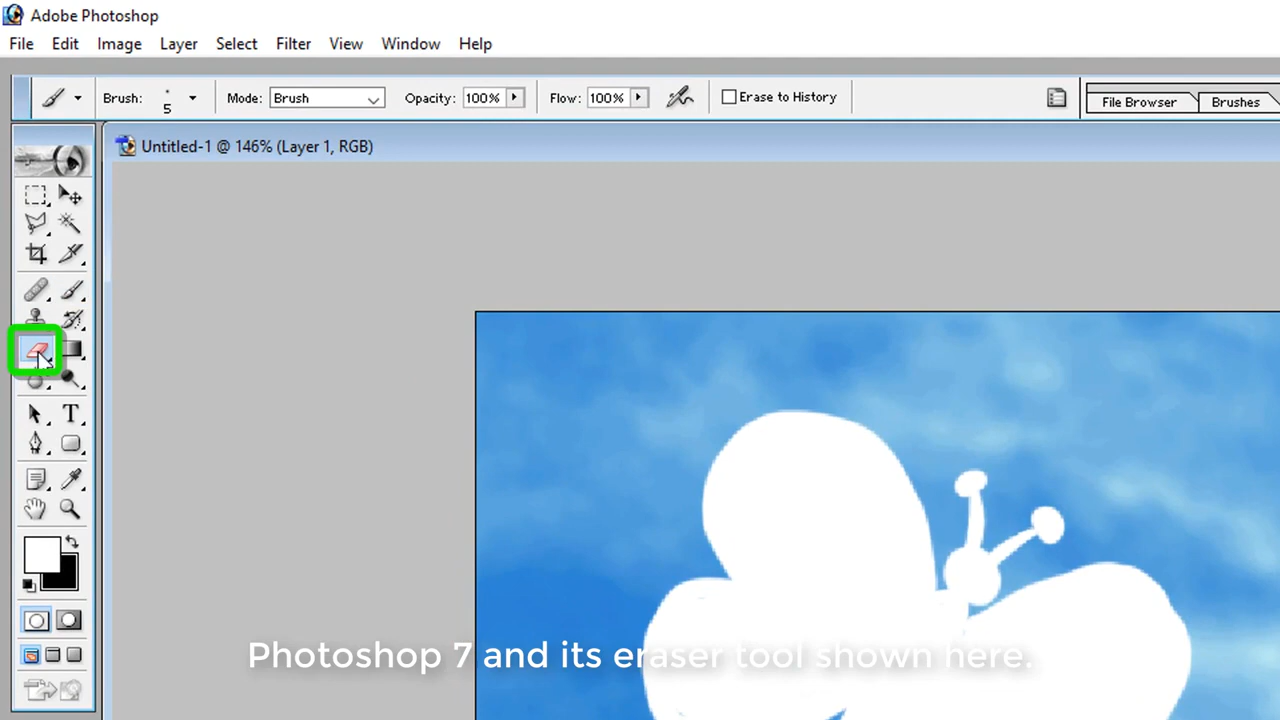 Adobe Photoshop
File Edit Image Layer Select Filter View Window Help
Brush: 5 Mode: Brush Opacity: 100% Flow: 100% Erase to History File Browser Brushes
Untitled-1 @ 146% (Layer 1, RGB)
T
Photoshop 7 and its eraser tool shown here.